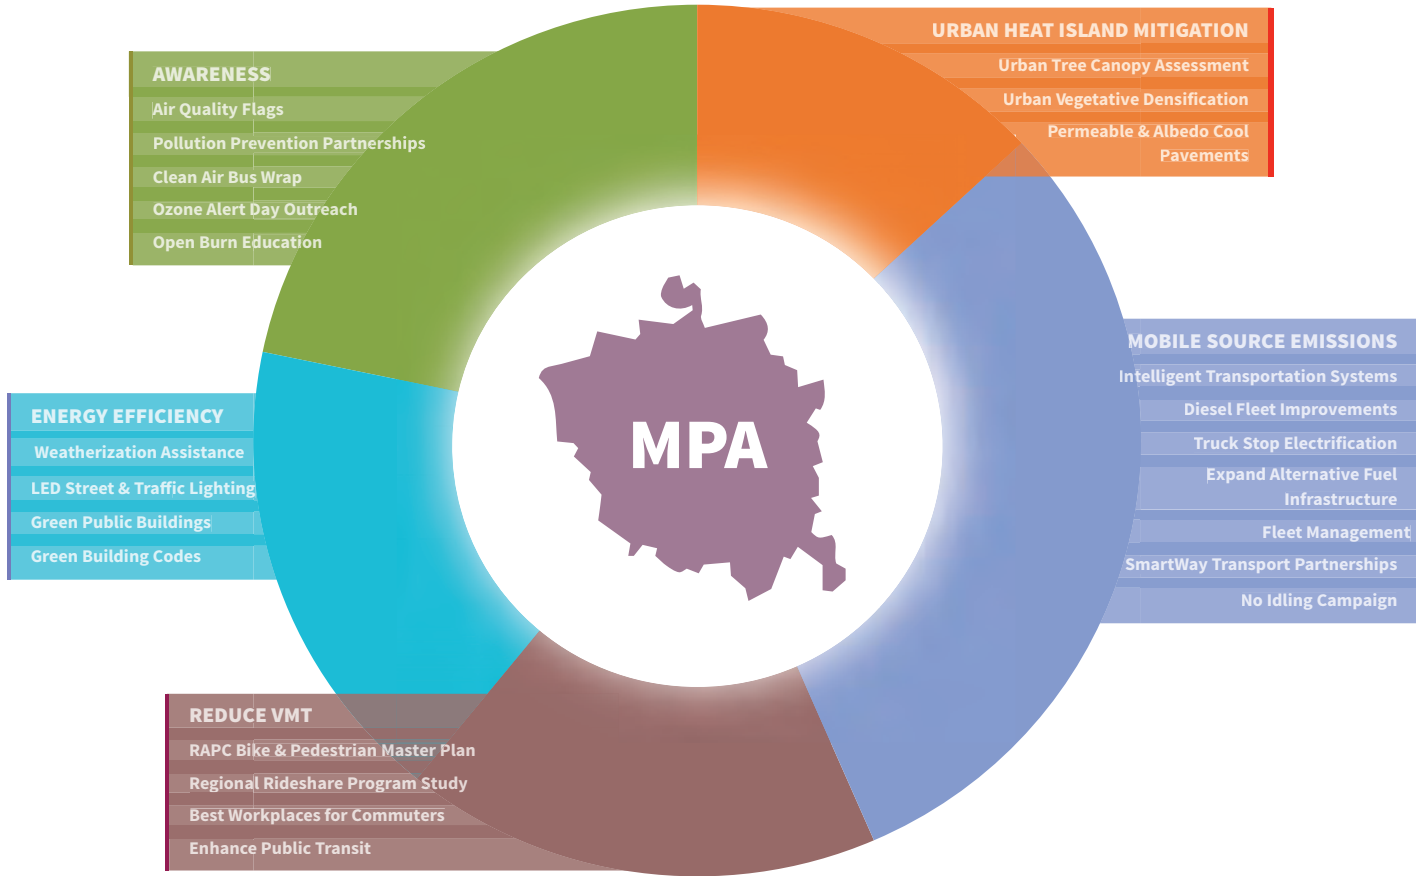 URBAN HEAT ISLAND MITIGATION
Urban Tree Canopy Assessment
Urban Vegetative Densification
Permeable & Albedo Cool
Pavements
AWARENESS
Air Quality Flags
Pollution Prevention Partnerships
Clean Air Bus Wrap
Ozone Alert Day Outreach
Open Burn Education
MOBILE SOURCE EMISSIONS
Intelligent Transportation Systems
Diesel Fleet Improvements
Truck Stop Electrification
Expand Alternative Fuel
Infrastructure
Fleet Management
SmartWay Transport Partnerships
No Idling Campaign
ENERGY EFFICIENCY
Weatherization Assistance
LED Street & Traffic Lighting
Green Public Buildings
Green Building Codes
MPA
REDUCE VMT
RAPC Bike & Pedestrian Master Plan
Regional Rideshare Program Study
Best Workplaces for Commuters
Enhance Public Transit